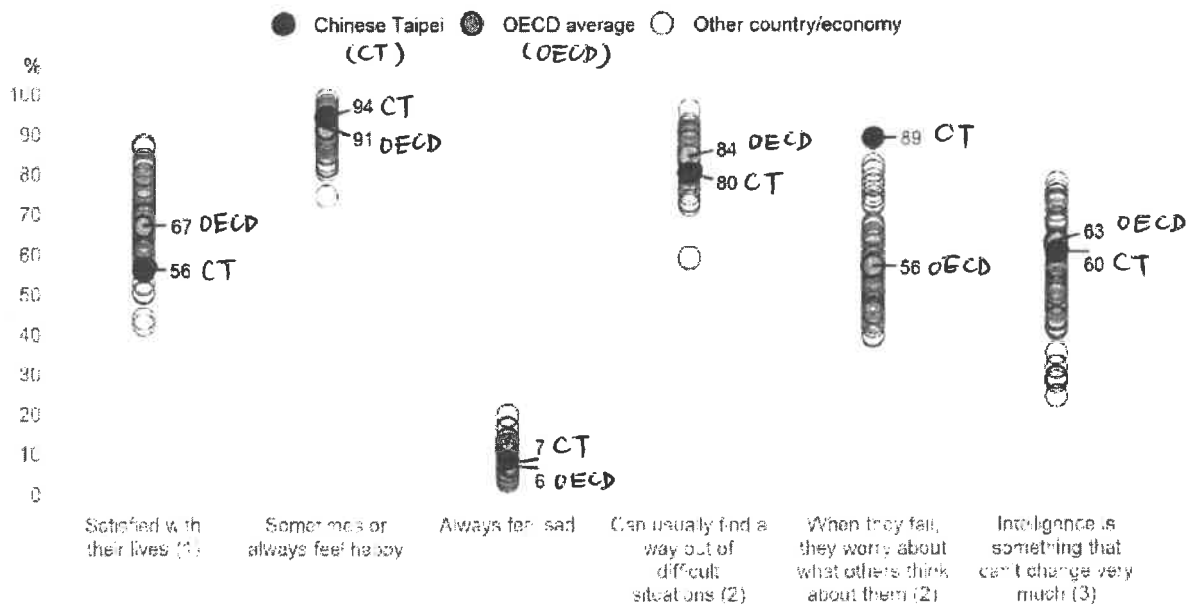 Chinese Taipei OECD average Other country/economy
(CT) (OECD)
%
100
90
80
70
60
50
40
30
20
10
0
67 OECD
56 CT
94 CT
91 OECD
7 CT
6 OECD
84 OECD
80 CT
89 CT
56 OECD
63 OECD
60 CT
Satisfied with
their lives (1)
Sometimes or
always feel happy
Always feel sad
Can usually find a
way out of
difficult
situations (2)
When they fail,
they worry about
what others think
about them (2)
Intelligence is
something that
can't change very
much (3)